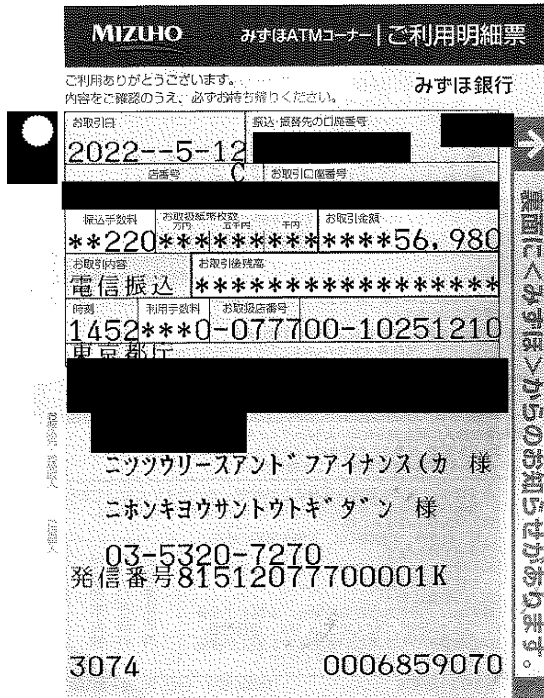 MIZUHO みずほATMコーナー ご利用明細票
ご利用ありがとうございます。
内容をご確認のうえ、必ずお持ち帰りください。
みずほ銀行
お取引日 振込・振替先の口座番号
2022--5-12
店番号 C お取引口座番号
振込手数料 お取扱紙幣枚数 万円 五千円 千円 お取引金額
**220*************56,980
お取引内容 お取引後残高
電信振込 ******************
時刻 利用手数料 お取扱店番号
1452***0-077700-10251210
東京都庁
ニツツウリースアンド゛フアイナンス(カ 様
ニホンキヨウサントウトキ゛タ゛ン 様
03-5320-7270
発信番号81512077700001K
3074 0006859070
裏面に<みずほ>からのお知らせがあります。